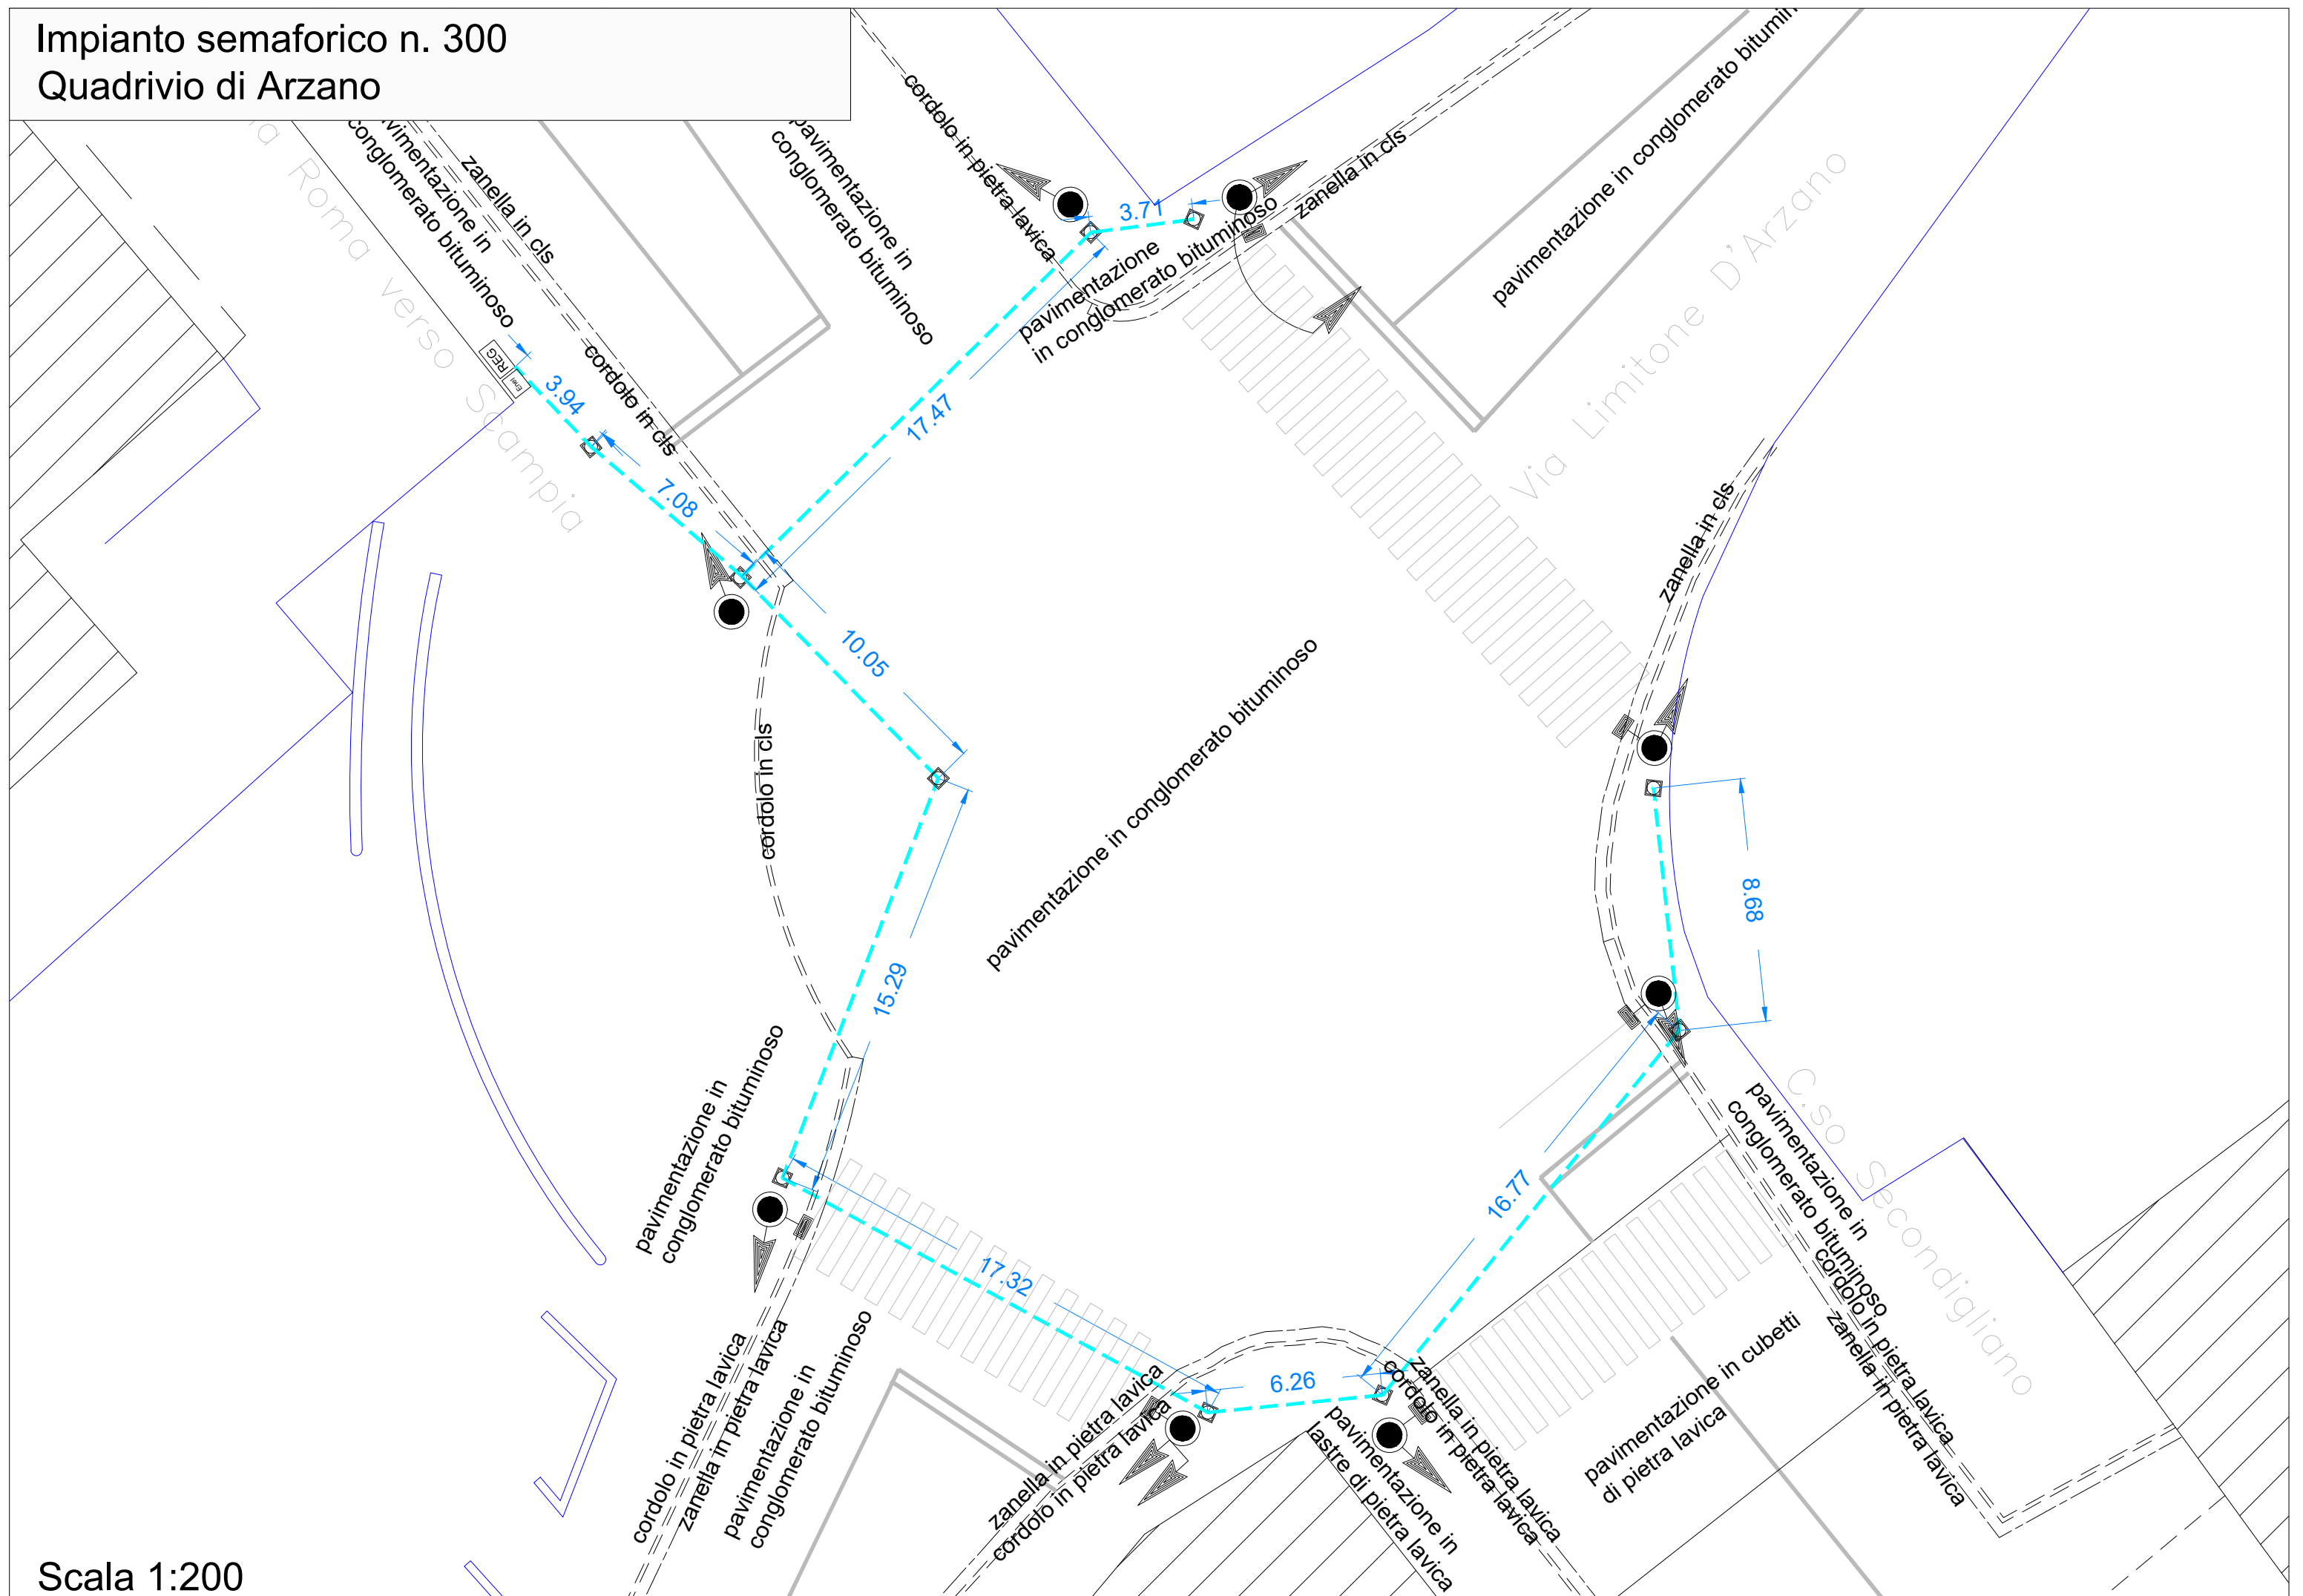 Impianto semaforico n. 300
Quadrivio di Arzano
Roma verso Scampia
conglomerato bituminoso
zanella in cls
cordolo in cls
pavimentazione in
conglomerato bituminoso
cordolo in pietra lavica
3.71
zanella in cls
pavimentazione
in conglomerato bituminoso
Via Limitone D'Arzano
REG
Enel
3.94
7.08
17.47
10.05
zanella in cls
cordolo in cls
pavimentazione in conglomerato bituminoso
15.29
8.68
pavimentazione in
conglomerato bituminoso
C.so Secondigliano
pavimentazione in
conglomerato bituminoso
cordolo in pietra lavica
zanella in pietra lavica
16.77
17.32
6.26
cordolo in pietra lavica
zanella in pietra lavica
pavimentazione in
conglomerato bituminoso
zanella in pietra lavica
cordolo in pietra lavica
zanella in pietra lavica
cordolo in pietra lavica
pavimentazione in
lastre di pietra lavica
pavimentazione in cubetti
di pietra lavica
Scala 1:200